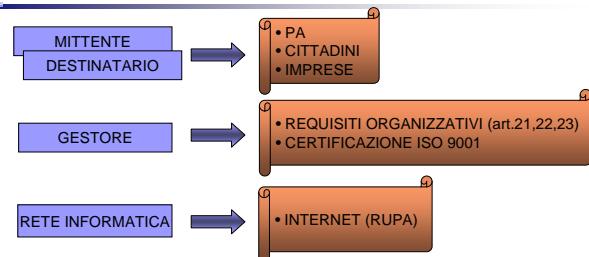 MITTENTE
DESTINATARIO
• PA
• CITTADINI
• IMPRESE
GESTORE
• REQUISITI ORGANIZZATIVI (art.21,22,23)
• CERTIFICAZIONE ISO 9001
RETE INFORMATICA
• INTERNET (RUPA)